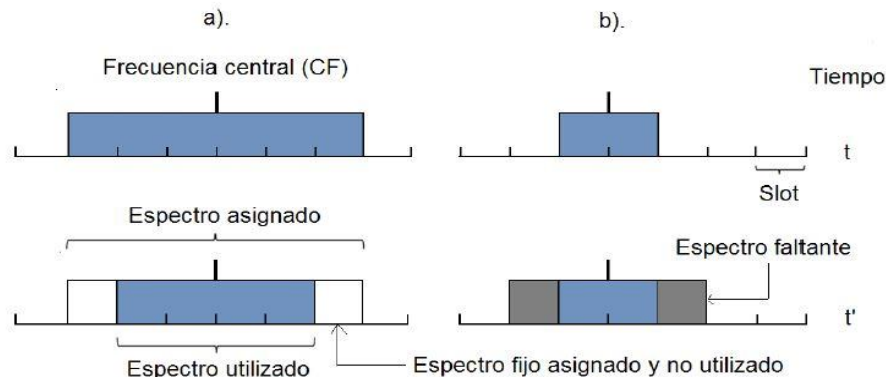 a).
b).
Frecuencia central (CF)
Tiempo
t
Slot
Espectro asignado
Espectro faltante
t'
Espectro utilizado
Espectro fijo asignado y no utilizado